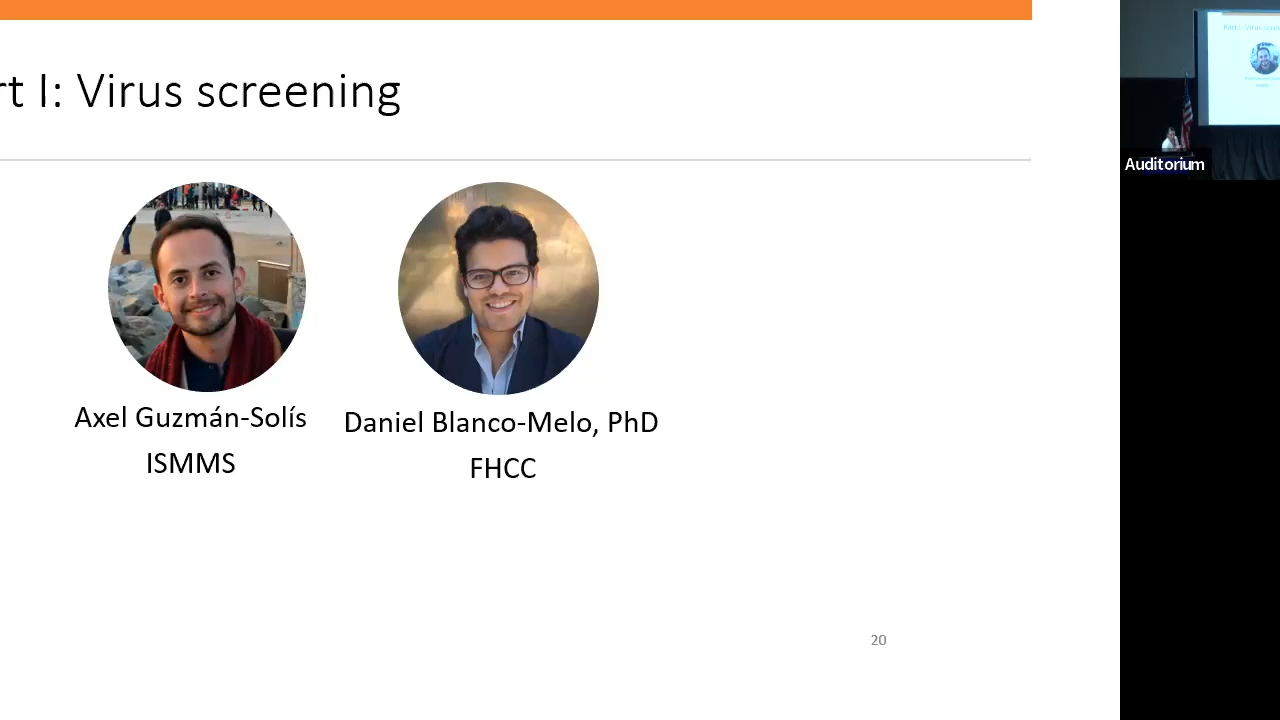 rt I: Virus screening
Axel Guzmán-Solís
ISMMS
Daniel Blanco-Melo, PhD
FHCC
20
Auditorium